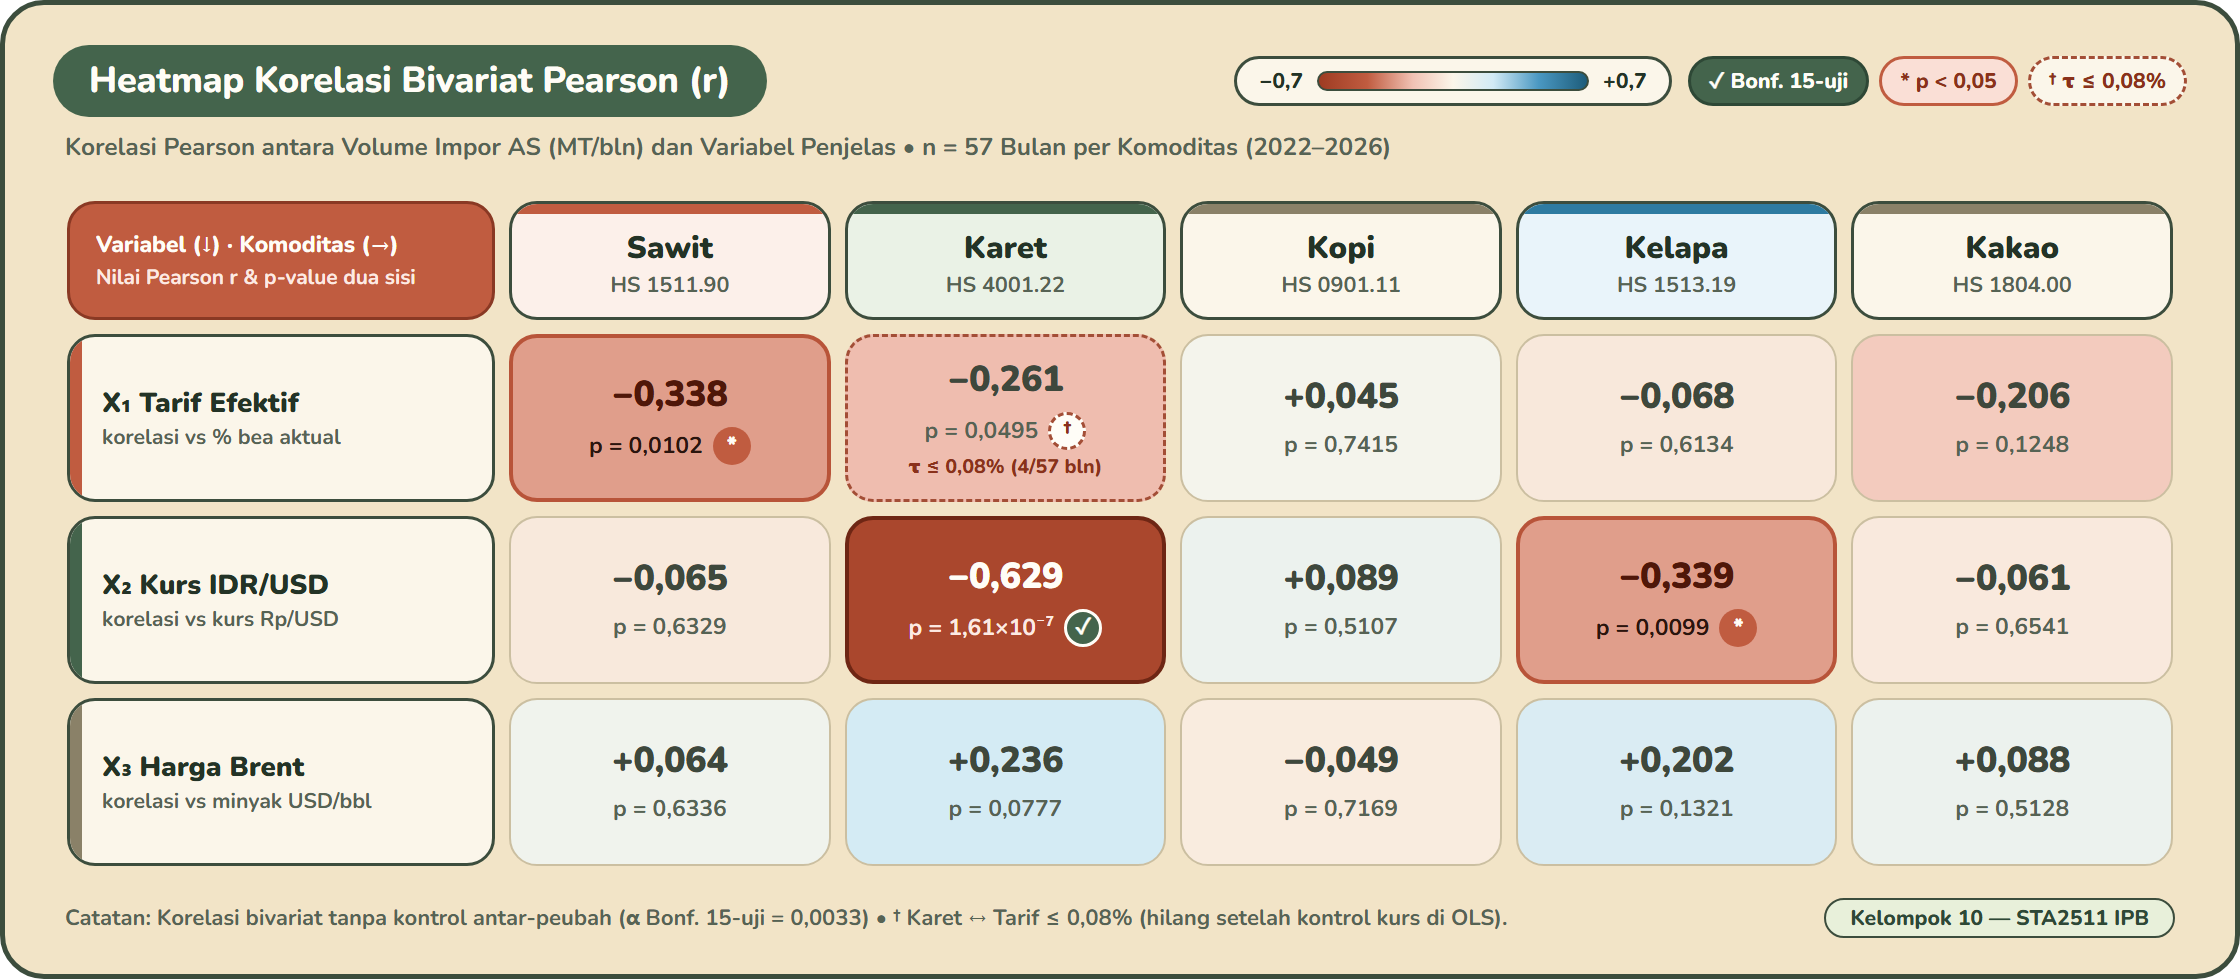 Heatmap Korelasi Bivariat Pearson (r)
−0,7 +0,7
✓ Bonf. 15-uji
* p < 0,05
† τ ≤ 0,08%
Korelasi Pearson antara Volume Impor AS (MT/bln) dan Variabel Penjelas • n = 57 Bulan per Komoditas (2022–2026)
Variabel (↓) · Komoditas (→)
Nilai Pearson r & p-value dua sisi
Sawit
HS 1511.90
Karet
HS 4001.22
Kopi
HS 0901.11
Kelapa
HS 1513.19
Kakao
HS 1804.00
X₁ Tarif Efektif
korelasi vs % bea aktual
−0,338
p = 0,0102 *
−0,261
p = 0,0495 †
τ ≤ 0,08% (4/57 bln)
+0,045
p = 0,7415
−0,068
p = 0,6134
−0,206
p = 0,1248
X₂ Kurs IDR/USD
korelasi vs kurs Rp/USD
−0,065
p = 0,6329
−0,629
p = 1,61×10⁻⁷ ✓
+0,089
p = 0,5107
−0,339
p = 0,0099 *
−0,061
p = 0,6541
X₃ Harga Brent
korelasi vs minyak USD/bbl
+0,064
p = 0,6336
+0,236
p = 0,0777
−0,049
p = 0,7169
+0,202
p = 0,1321
+0,088
p = 0,5128
Catatan: Korelasi bivariat tanpa kontrol antar-peubah (α Bonf. 15-uji = 0,0033) • † Karet ↔ Tarif ≤ 0,08% (hilang setelah kontrol kurs di OLS).
Kelompok 10 — STA2511 IPB